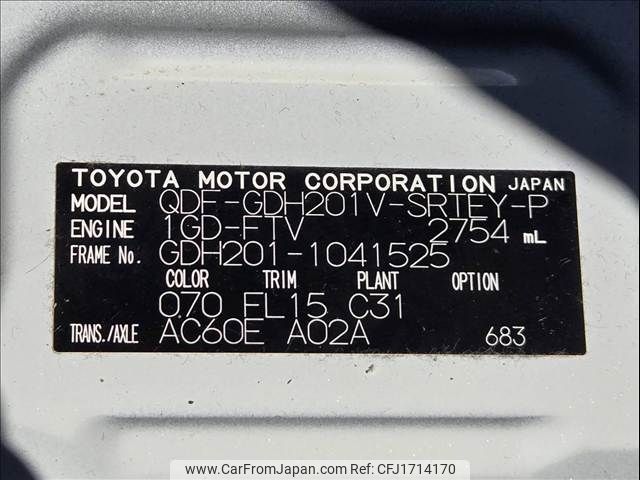 TOYOTA MOTOR CORPORATION JAPAN
MODEL QDF-GDH201V-SRTEY-P
ENGINE 1GD-FTV 2754 mL
FRAME No. GDH201-1041525
COLOR TRIM PLANT OPTION
070 FL15 C31
TRANS./AXLE AC60E A02A 683
www.CarFromJapan.com Ref. No: CFJ1714170